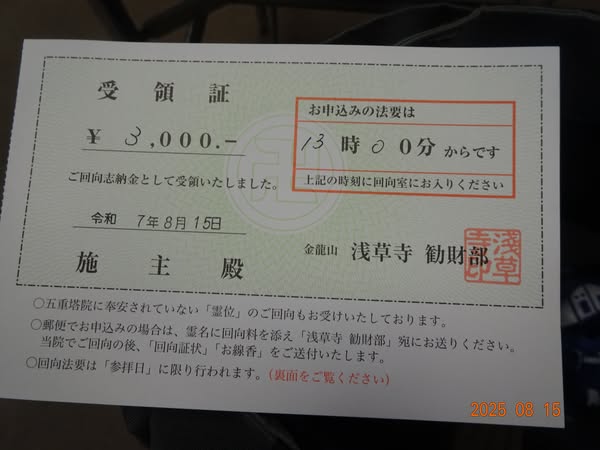 受領証
¥ 3,000.-
ご回向志納金として受領いたしました。
令和 7年8月15日
施主殿
お申込みの法要は
13時00分からです
上記の時刻に回向室にお入りください
金龍山 浅草寺 勧財部
浅草寺印
○五重塔院に奉安されていない「霊位」のご回向もお受けいたしております。
○郵便でお申込みの場合は、霊名に回向料を添え「浅草寺 勧財部」宛にお送りください。
当院でご回向の後、「回向証状」「お線香」をご送付いたします。
○回向法要は「参拝日」に限り行われます。(裏面をご覧ください)
2025 08 15